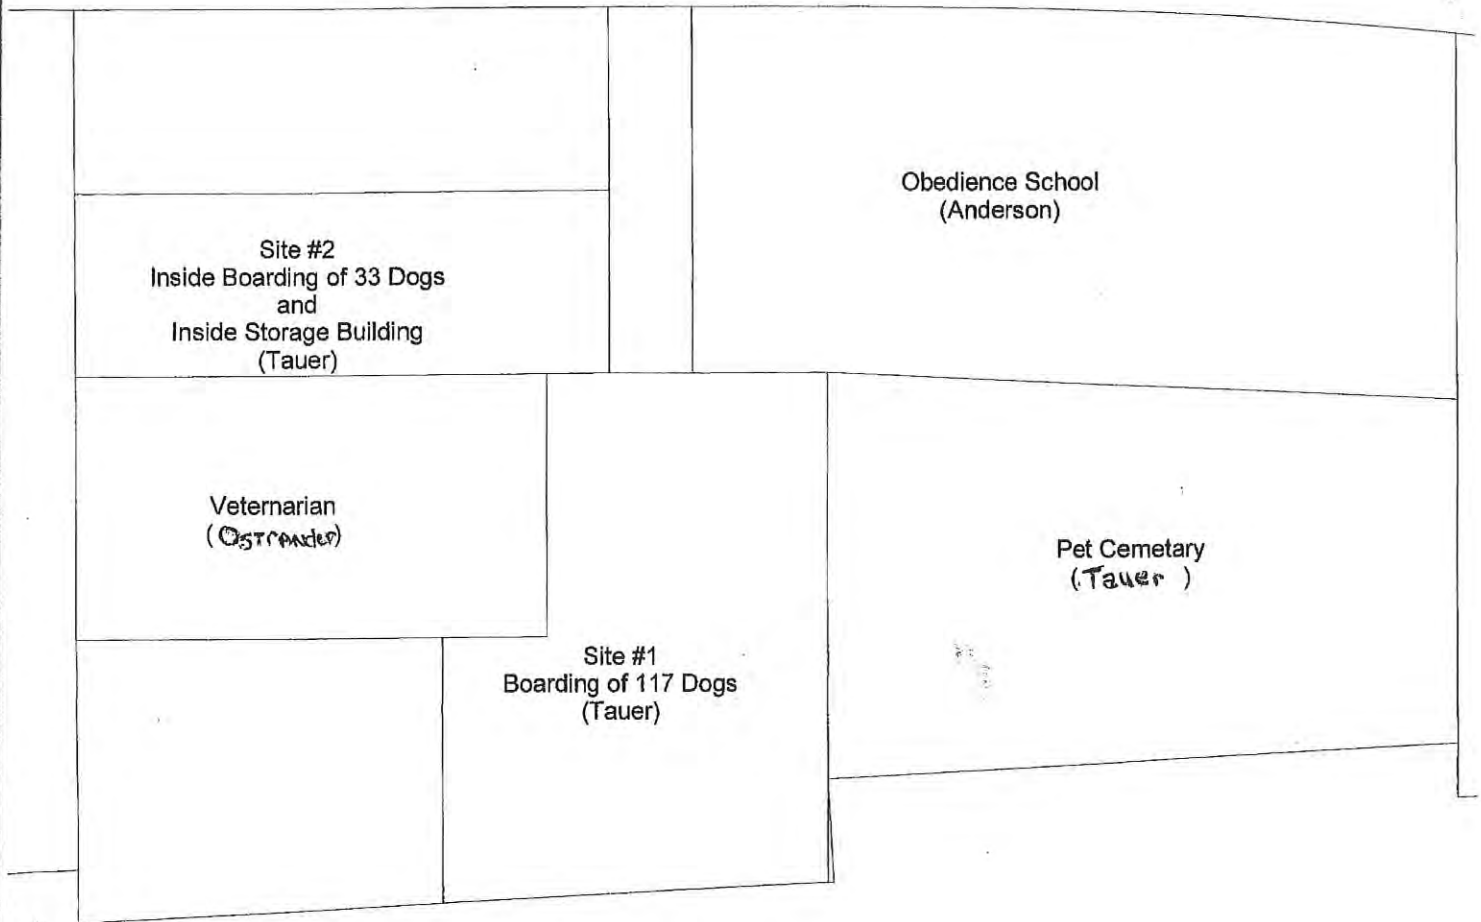 Obedience School
(Anderson)
Site #2
Inside Boarding of 33 Dogs
and
Inside Storage Building
(Tauer)
Veternarian
(Ostrander)
Pet Cemetary
(Tauer )
Site #1
Boarding of 117 Dogs
(Tauer)